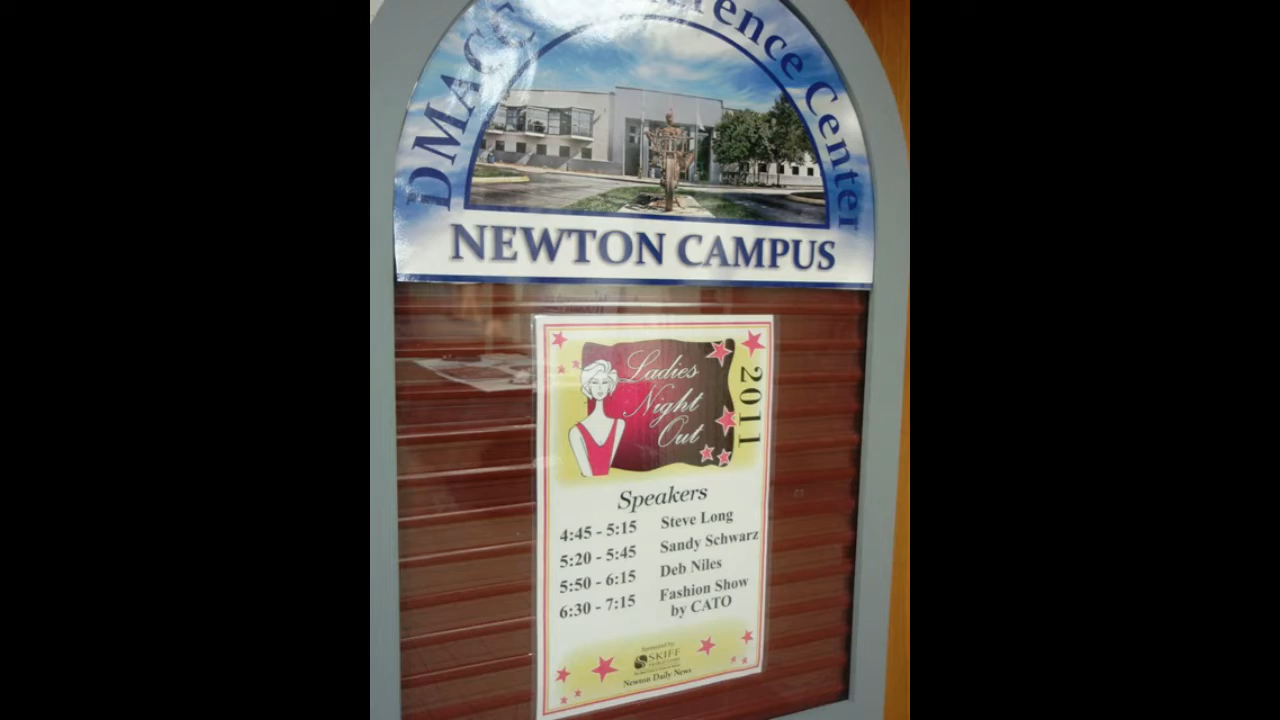 DMACC Conference Center
NEWTON CAMPUS
Ladies
Night
Out
2011
Speakers
4:45 - 5:15 Steve Long
5:20 - 5:45 Sandy Schwarz
5:50 - 6:15 Deb Niles
6:30 - 7:15 Fashion Show
by CATO
Sponsored by
SKIFF
Newton Daily News